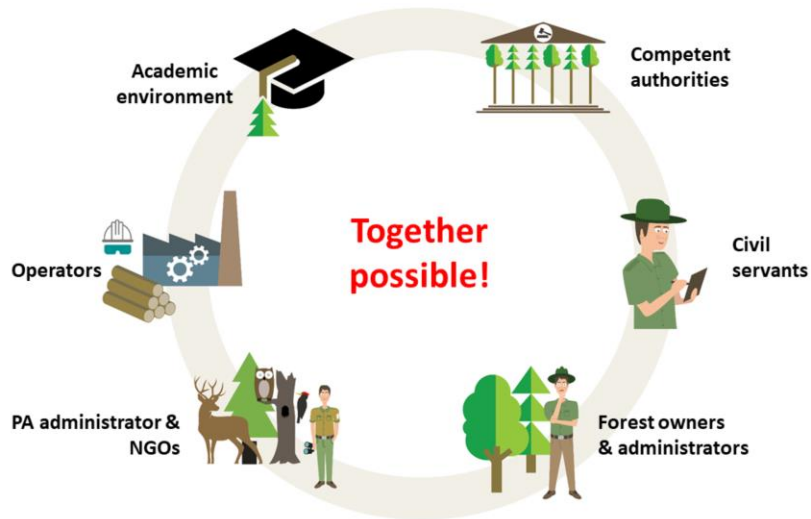 Academic
environment
Competent
authorities
Together
possible!
Operators
Civil
servants
PA administrator &
NGOs
Forest owners
& administrators